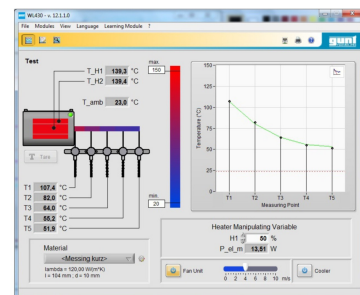 WL430 - v. 12.1.1.0
File Modules View Language Learning Module ?
gunt
Test
T_H1 139,3 °C
T_H2 139,4 °C
T_amb 23,0 °C
max.
150
min.
20
Tare
T1 107,4 °C
T2 82,0 °C
T3 64,0 °C
T4 55,2 °C
T5 51,9 °C
Material
<Messing kurz>
lambda = 120,00 W/(m*K)
l = 104 mm ; d = 10 mm
Temperature (°C)
150
125
100
75
50
25
0
T1 T2 T3 T4 T5
Measuring Point
Heater Manipulating Variable
H1 50 %
P_el_m 13,51 W
Fan Unit
0 2 4 6 8 10 m/s
Cooler